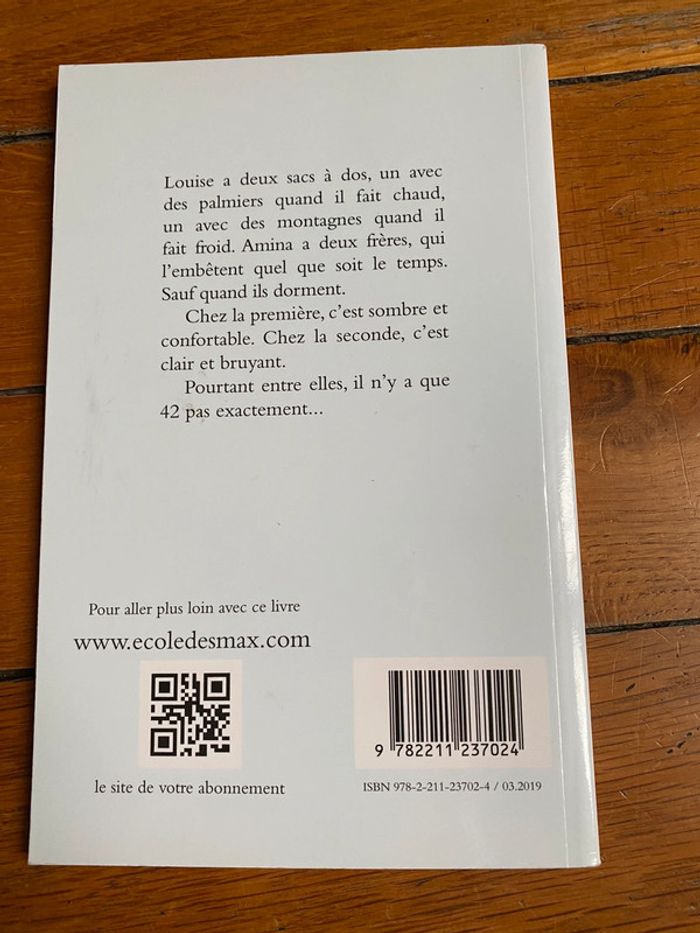 Louise a deux sacs à dos, un avec
des palmiers quand il fait chaud,
un avec des montagnes quand il
fait froid. Amina a deux frères, qui
l’embêtent quel que soit le temps.
Sauf quand ils dorment.
Chez la première, c’est sombre et
confortable. Chez la seconde, c’est
clair et bruyant.
Pourtant entre elles, il n’y a que
42 pas exactement...
Pour aller plus loin avec ce livre
www.ecoledesmax.com
le site de votre abonnement
9 782211 237024
ISBN 978-2-211-23702-4 / 03.2019